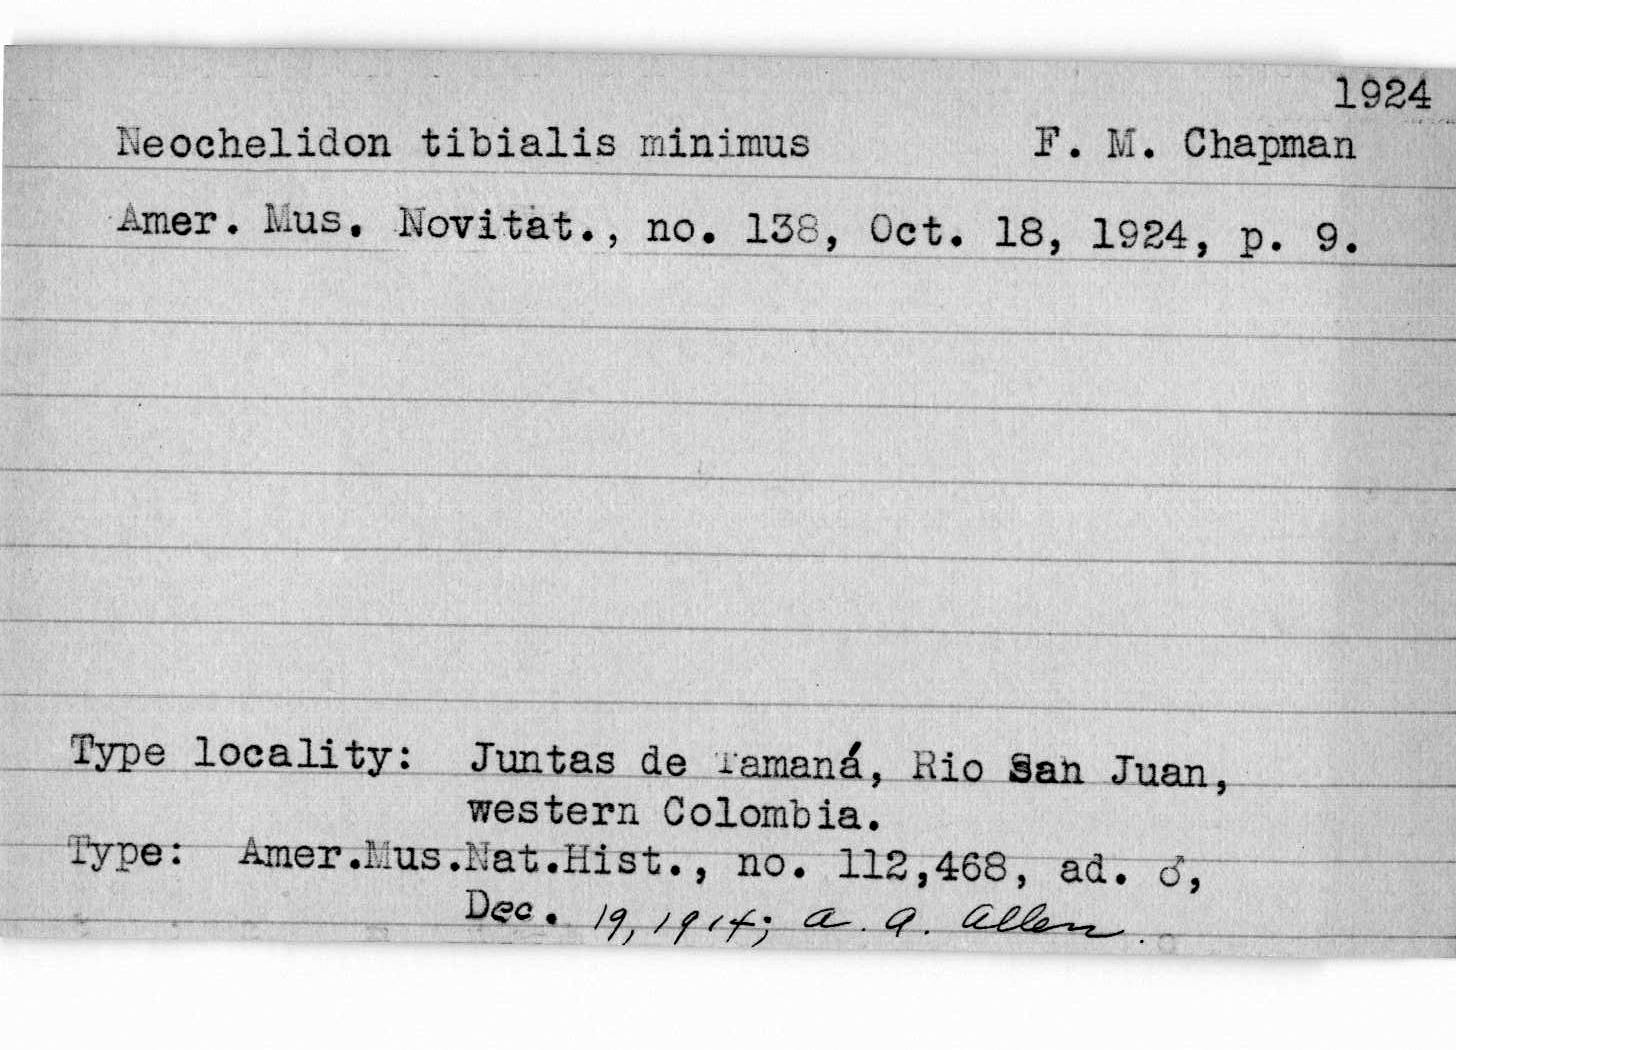 1924
Neochelidon tibialis minimus F. M. Chapman
Amer. Mus. Novitat., no. 138, Oct. 18, 1924, p. 9.
Type locality: Juntas de Tamaná, Rio San Juan,
western Colombia.
Type: Amer.Mus.Nat.Hist., no. 112,468, ad. ♂,
Dec. 19, 1914; A. A. Allen.